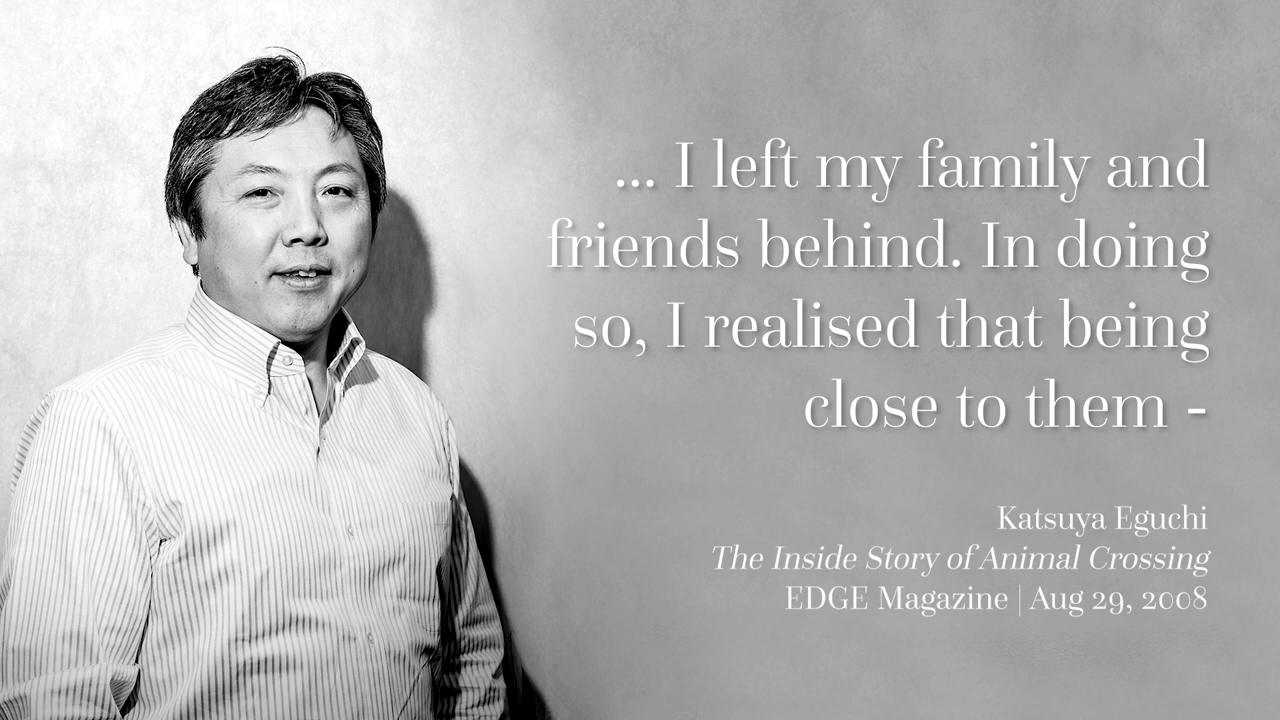 ... I left my family and
friends behind. In doing
so, I realised that being
close to them -
Katsuya Eguchi
The Inside Story of Animal Crossing
EDGE Magazine | Aug 29, 2008